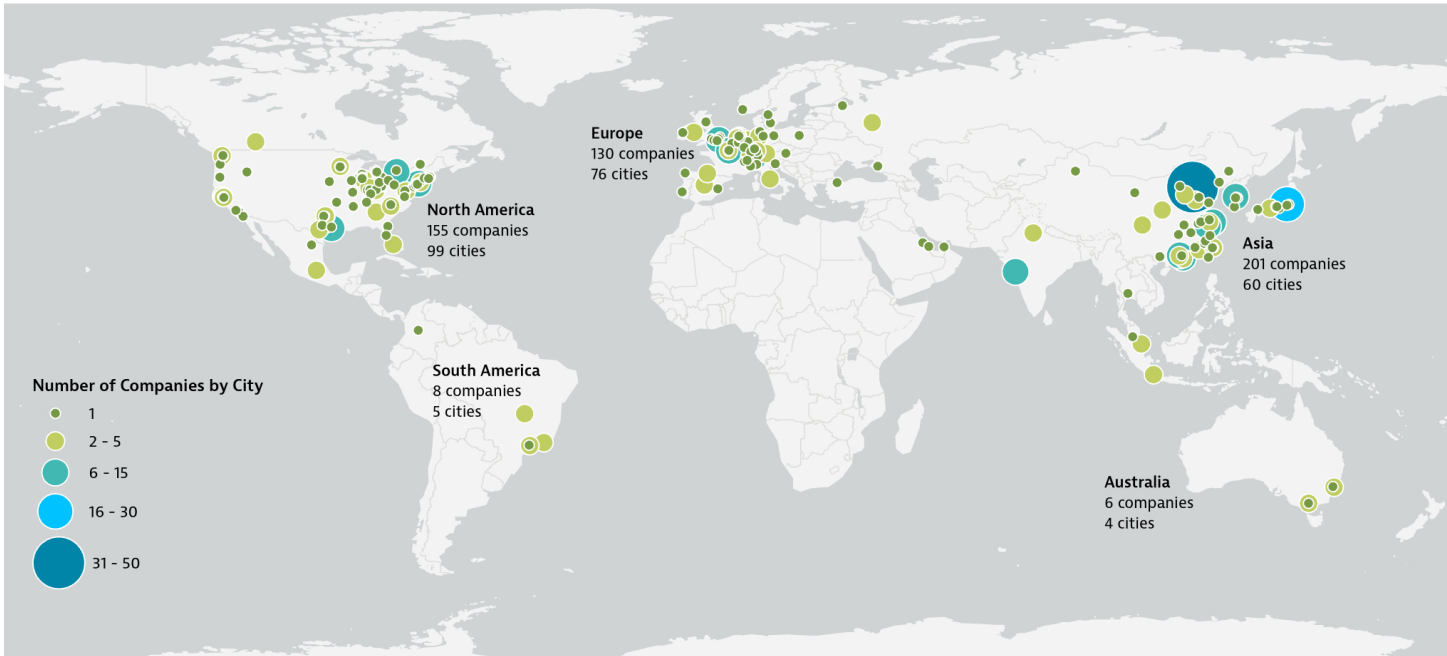 Europe
130 companies
76 cities
North America
155 companies
99 cities
Asia
201 companies
60 cities
South America
8 companies
5 cities
Number of Companies by City
1
2 - 5
6 - 15
16 - 30
31 - 50
Australia
6 companies
4 cities